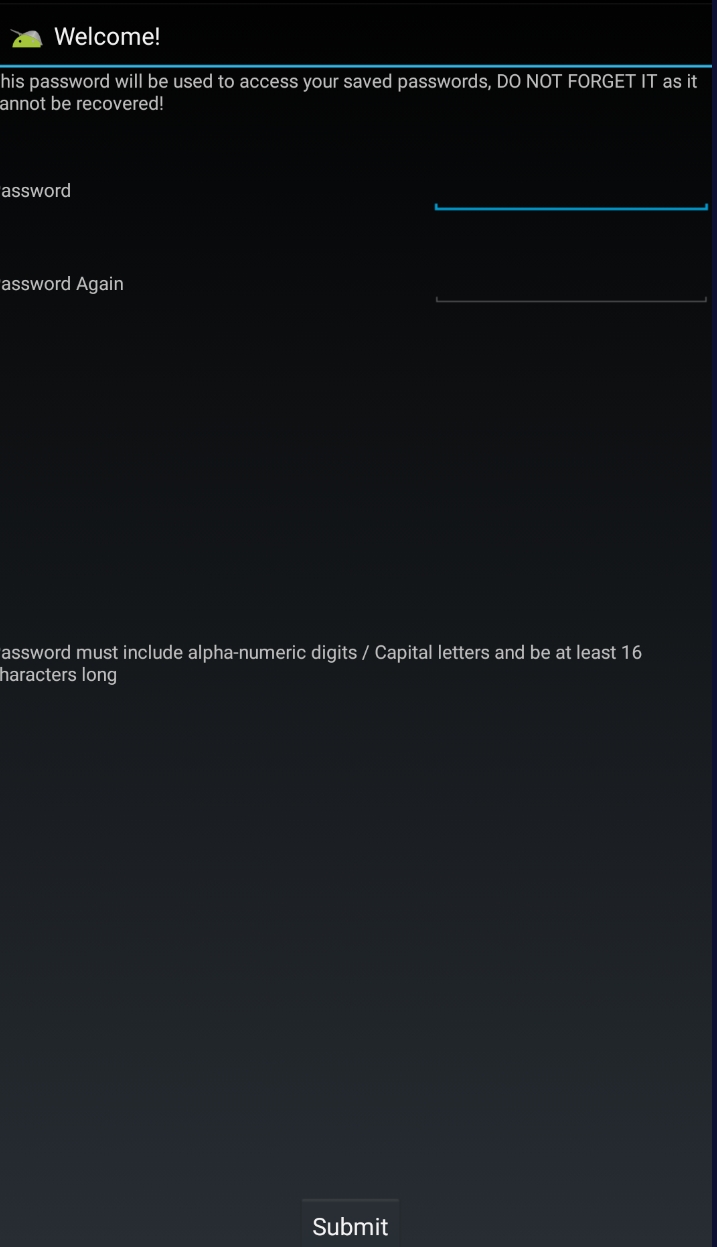 Welcome!
his password will be used to access your saved passwords, DO NOT FORGET IT as it
annot be recovered!
assword
assword Again
assword must include alpha-numeric digits / Capital letters and be at least 16
haracters long
Submit